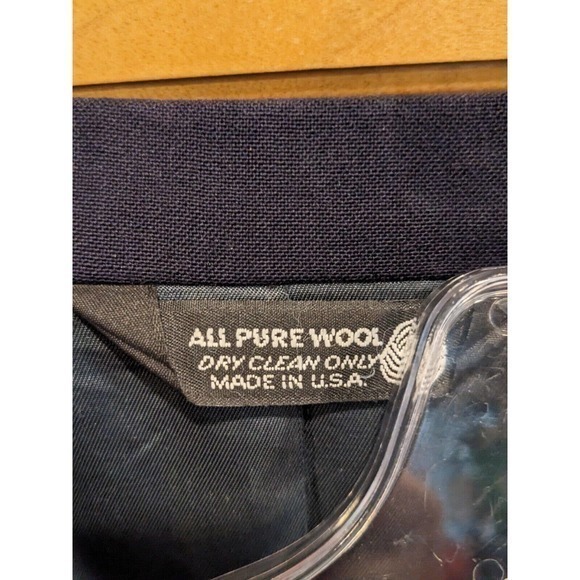 ALL PURE WOOL
DRY CLEAN ONLY
MADE IN U.S.A.